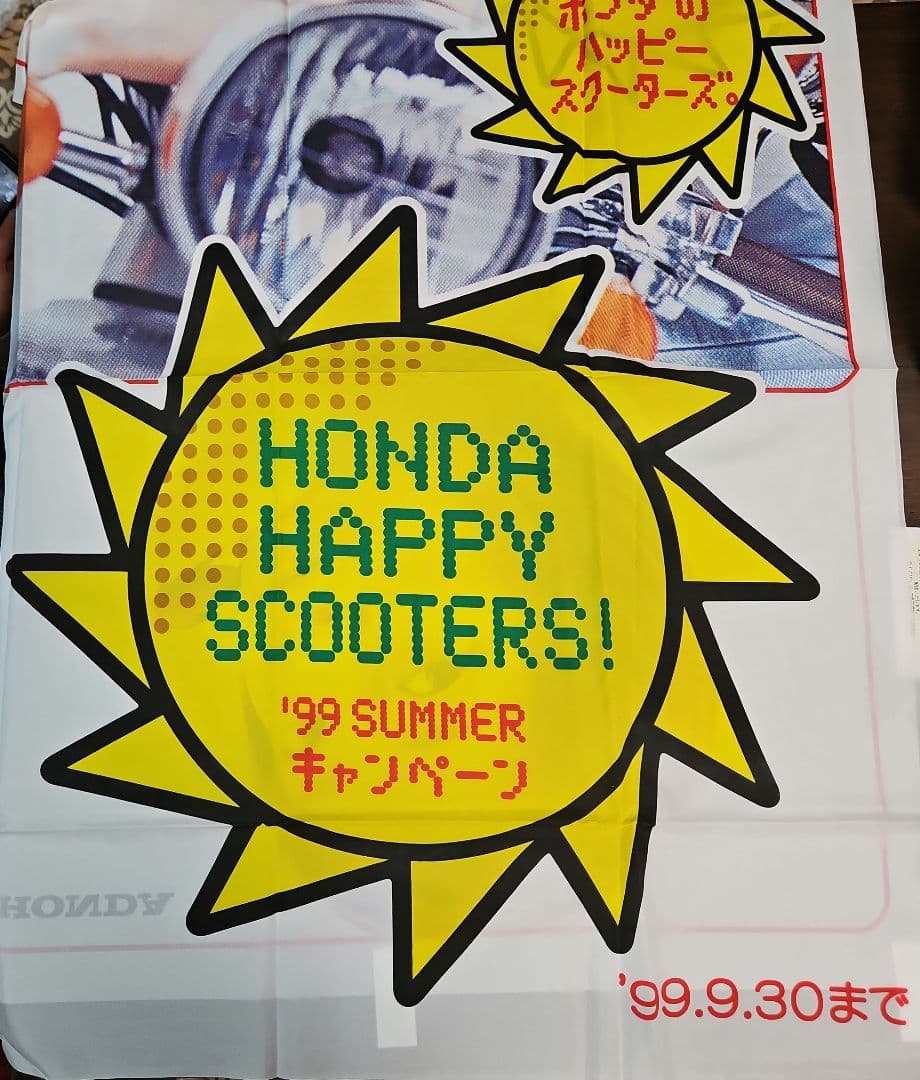 ホンダの
ハッピー
スクーターズ。
HONDA
HAPPY
SCOOTERS!
'99 SUMMER
キャンペーン
HONDA
'99.9.30まで